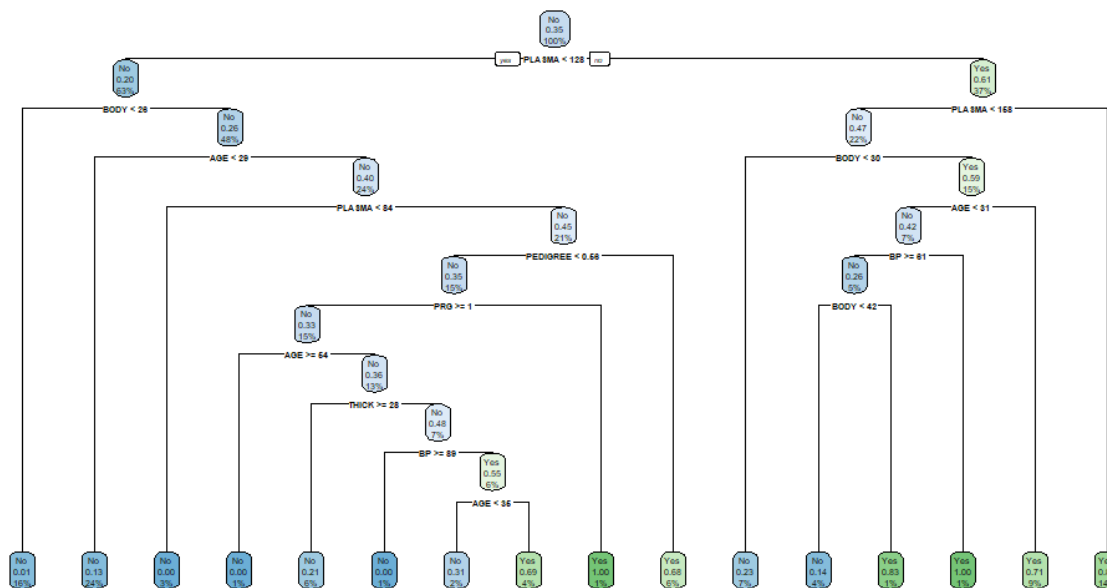 No
0.35
100%
yes PLASMA < 128 no
No
0.20
63%
Yes
0.61
37%
BODY < 26
PLASMA < 158
No
0.26
48%
No
0.47
22%
AGE < 29
BODY < 30
No
0.40
24%
Yes
0.59
15%
PLASMA < 84
AGE < 31
No
0.45
21%
No
0.42
7%
PEDIGREE < 0.56
BP >= 61
No
0.35
15%
No
0.26
5%
PRG >= 1
BODY < 42
No
0.33
15%
AGE >= 54
No
0.36
13%
THICK >= 28
No
0.48
7%
BP >= 89
Yes
0.55
6%
AGE < 35
No
0.01
16%
No
0.13
24%
No
0.00
3%
No
0.00
1%
No
0.21
6%
No
0.00
1%
No
0.31
2%
Yes
0.69
4%
Yes
1.00
1%
Yes
0.68
6%
No
0.23
7%
No
0.14
4%
Yes
0.83
1%
Yes
1.00
1%
Yes
0.71
9%